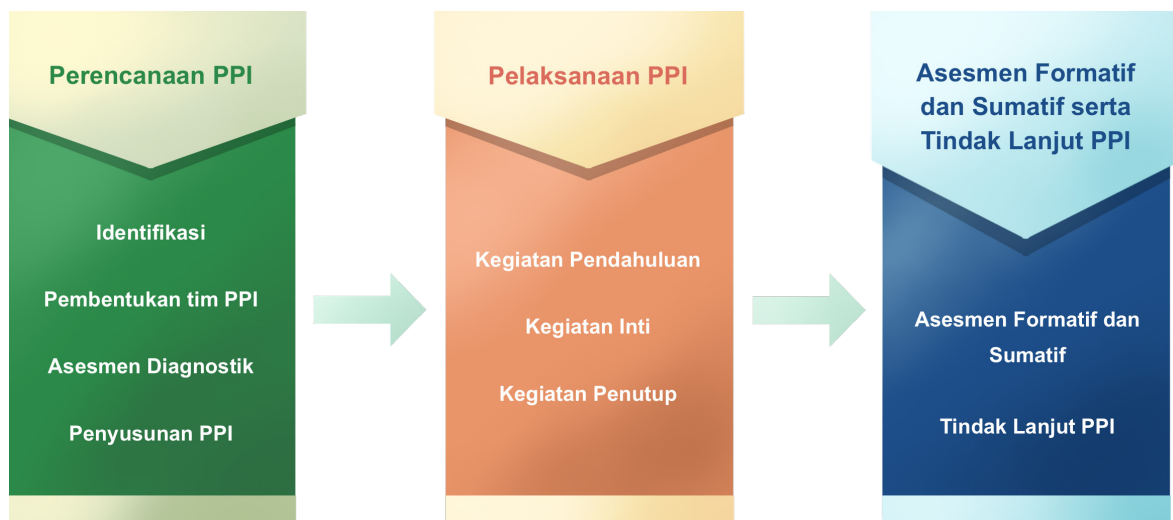 Perencanaan PPI
Identifikasi
Pembentukan tim PPI
Asesmen Diagnostik
Penyusunan PPI
Pelaksanaan PPI
Kegiatan Pendahuluan
Kegiatan Inti
Kegiatan Penutup
Asesmen Formatif
dan Sumatif serta
Tindak Lanjut PPI
Asesmen Formatif dan
Sumatif
Tindak Lanjut PPI